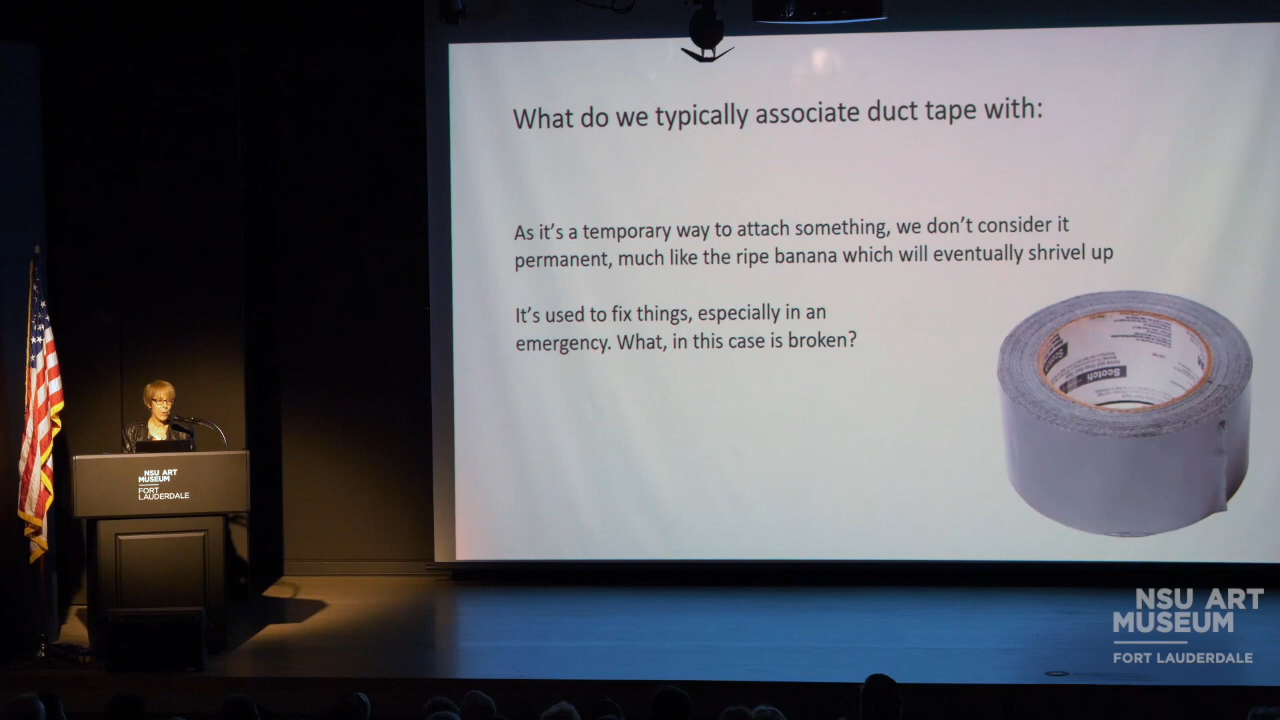 What do we typically associate duct tape with:
As it's a temporary way to attach something, we don't consider it
permanent, much like the ripe banana which will eventually shrivel up
It's used to fix things, especially in an
emergency. What, in this case is broken?
Scotch
NSU ART
MUSEUM
FORT
LAUDERDALE
NSU ART
MUSEUM
FORT LAUDERDALE